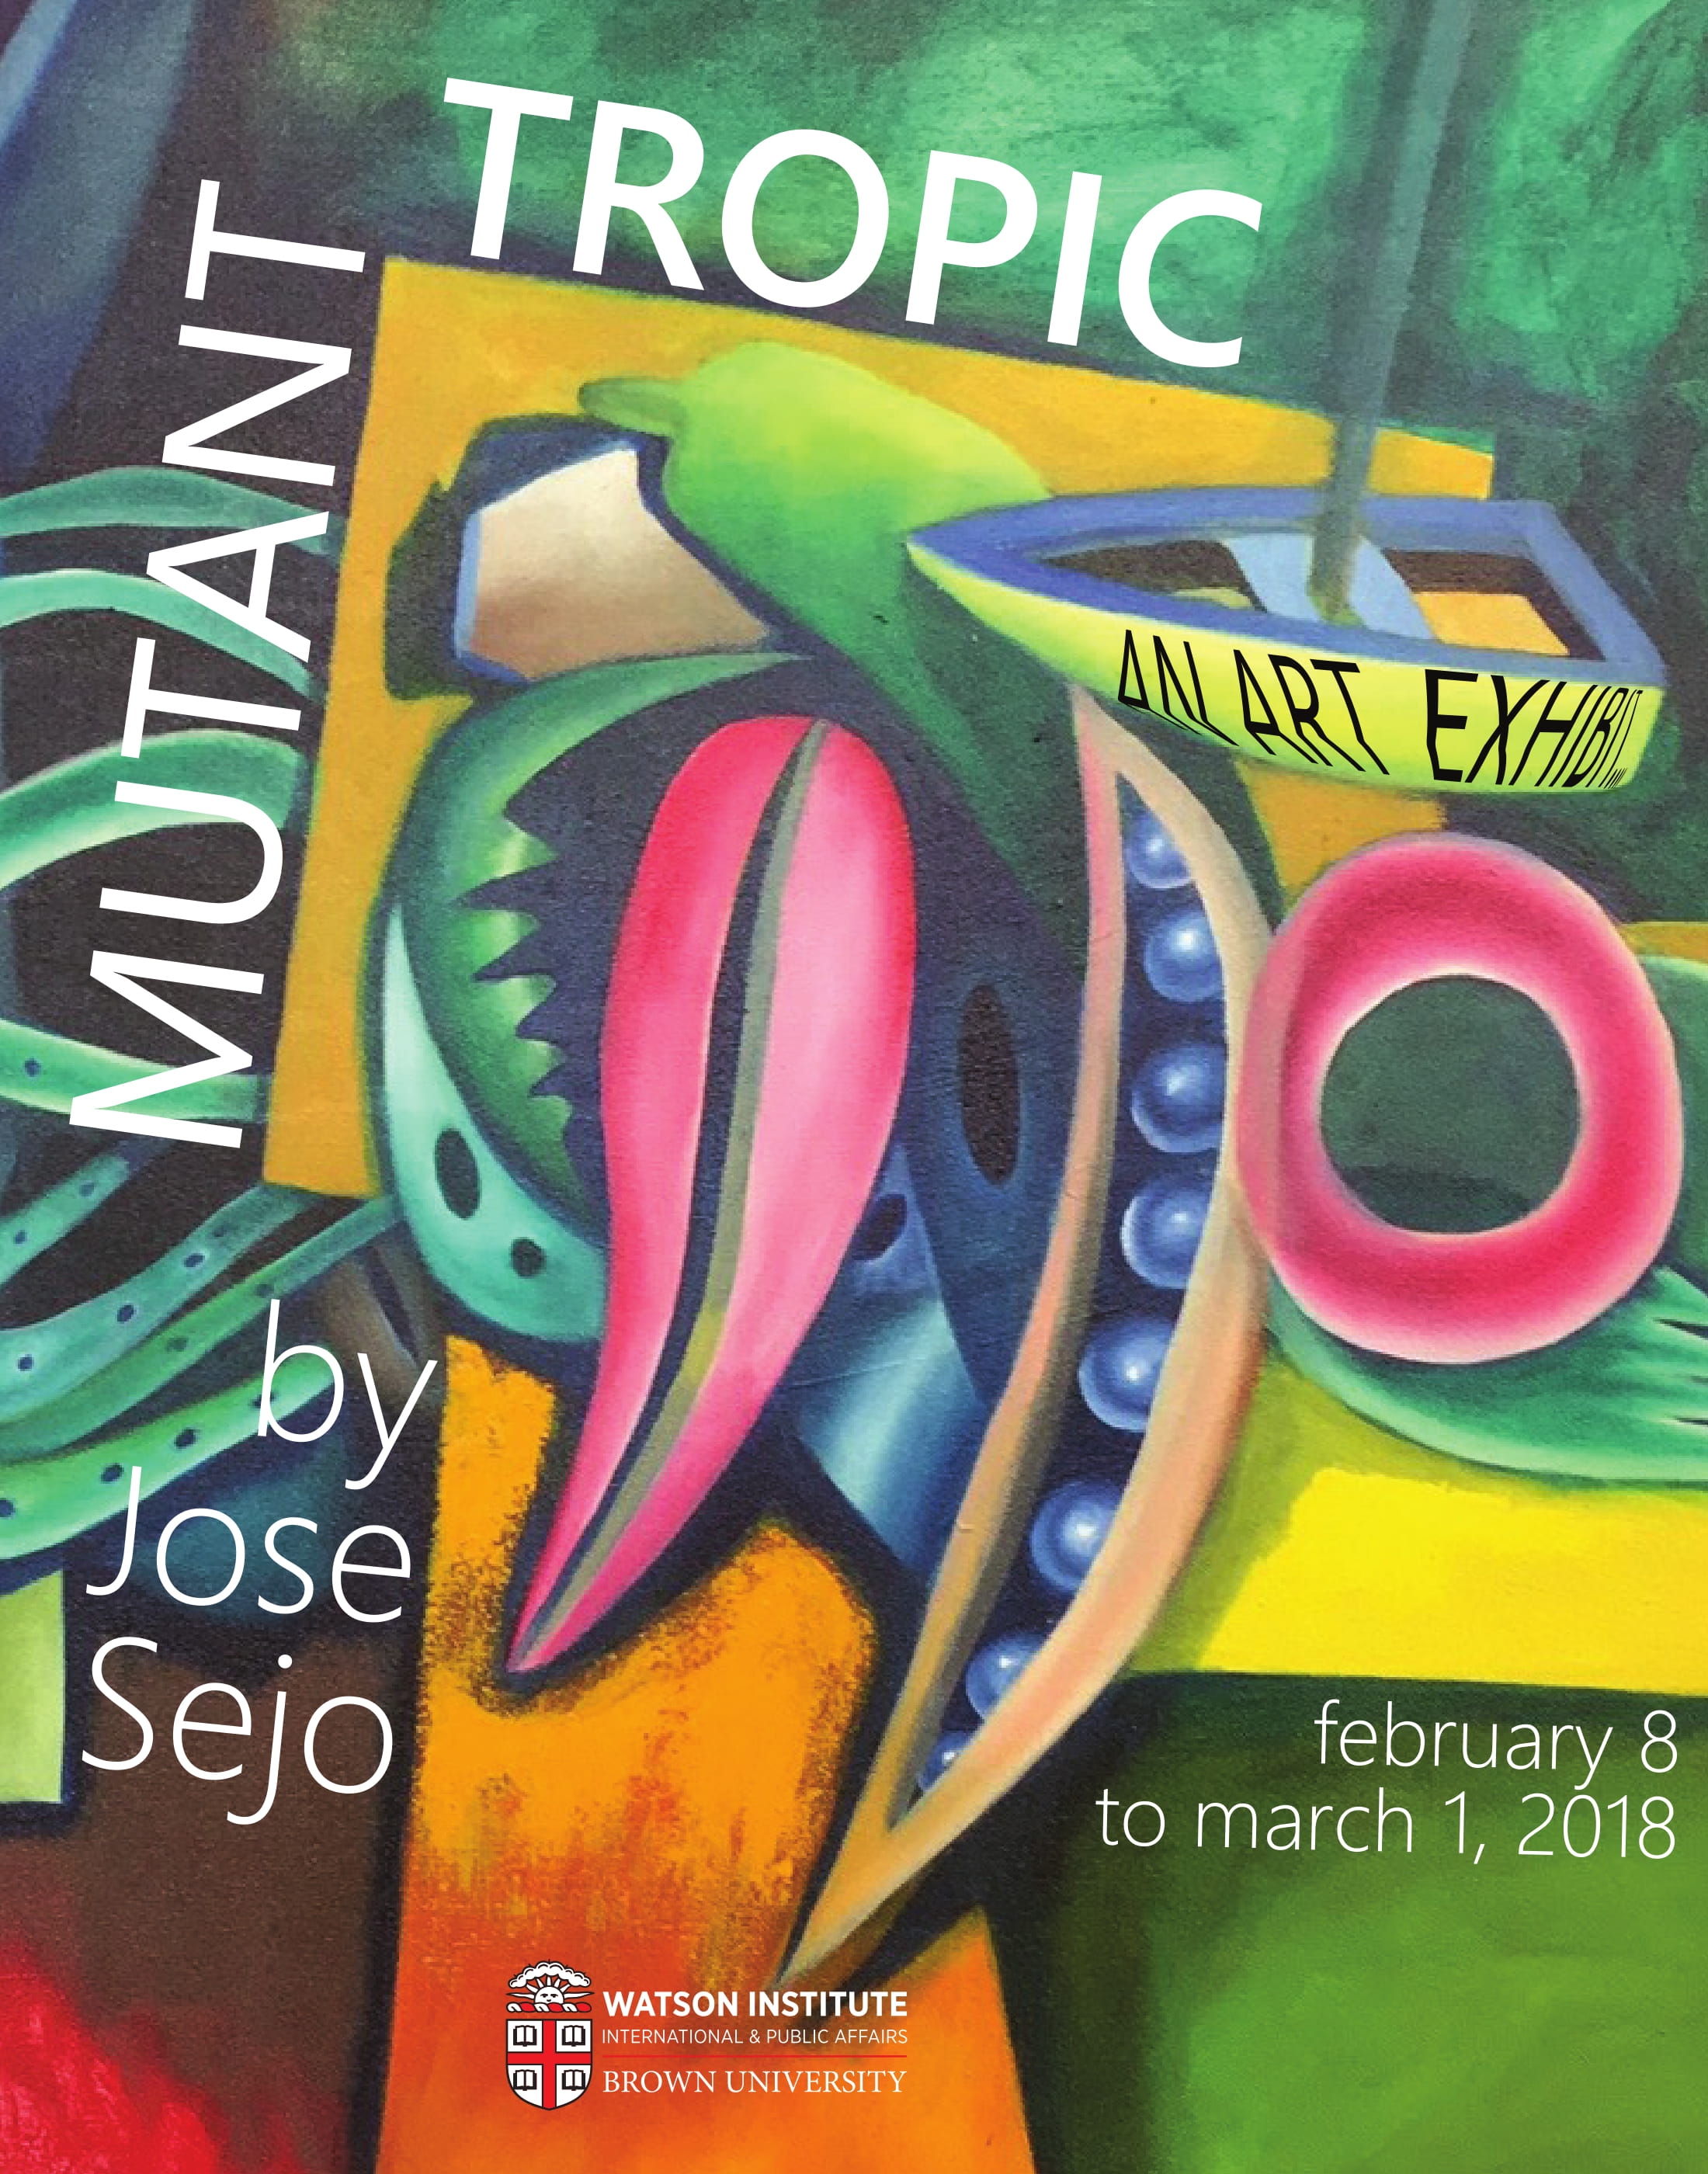 MUTANT
TROPIC
AN ART EXHIBIT...
by
Jose
Sejo
february 8
to march 1, 2018
WATSON INSTITUTE
INTERNATIONAL & PUBLIC AFFAIRS
BROWN UNIVERSITY